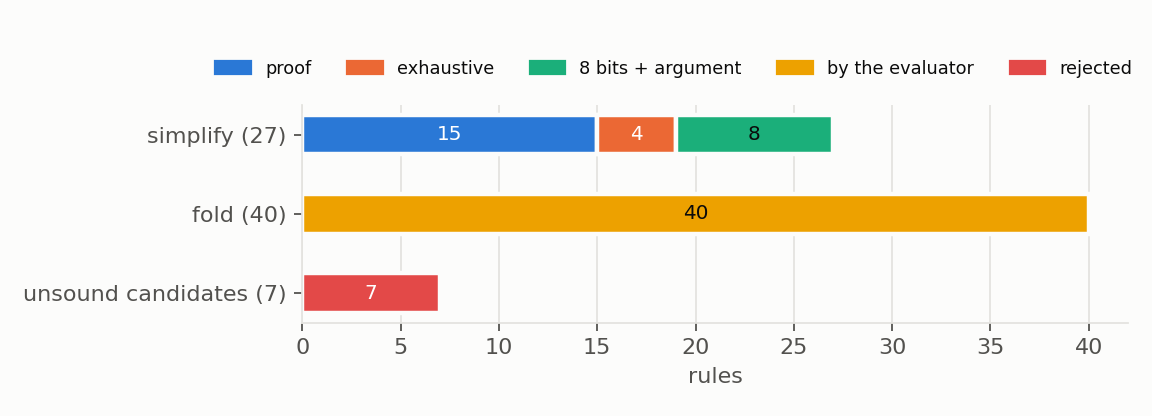 proof exhaustive 8 bits + argument by the evaluator rejected
simplify (27) 15 4 8
fold (40) 40
unsound candidates (7) 7
0 5 10 15 20 25 30 35 40
rules